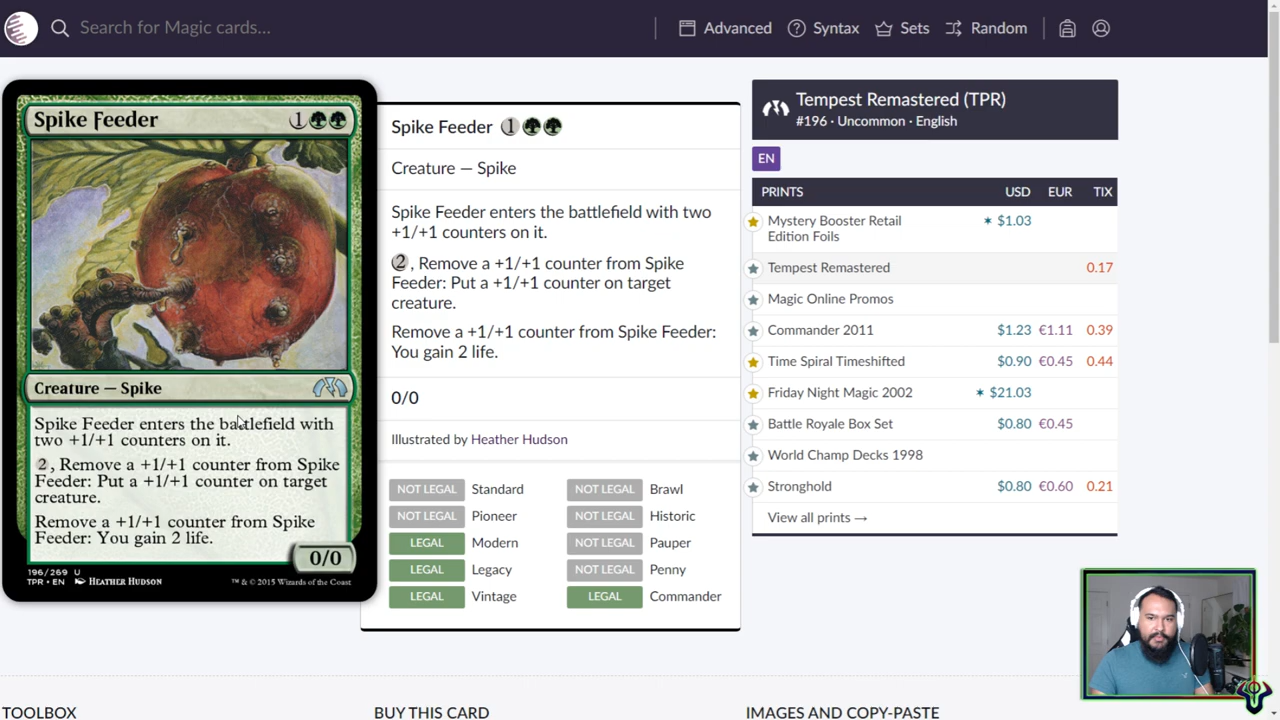 Search for Magic cards...
Advanced
Syntax
Sets
Random
Spike Feeder 1
Creature — Spike
Spike Feeder enters the battlefield with
two +1/+1 counters on it.
2, Remove a +1/+1 counter from Spike
Feeder: Put a +1/+1 counter on target
creature.
Remove a +1/+1 counter from Spike
Feeder: You gain 2 life.
0/0
196/269 U
TPR • EN HEATHER HUDSON
™ & © 2015 Wizards of the Coast
Spike Feeder 1
Creature — Spike
Spike Feeder enters the battlefield with two
+1/+1 counters on it.
2, Remove a +1/+1 counter from Spike
Feeder: Put a +1/+1 counter on target
creature.
Remove a +1/+1 counter from Spike Feeder:
You gain 2 life.
0/0
Illustrated by Heather Hudson
NOT LEGAL Standard NOT LEGAL Brawl
NOT LEGAL Pioneer NOT LEGAL Historic
LEGAL Modern NOT LEGAL Pauper
LEGAL Legacy NOT LEGAL Penny
LEGAL Vintage LEGAL Commander
Tempest Remastered (TPR)
#196 · Uncommon · English
EN
PRINTS USD EUR TIX
Mystery Booster Retail
Edition Foils ✶ $1.03
Tempest Remastered 0.17
Magic Online Promos
Commander 2011 $1.23 €1.11 0.39
Time Spiral Timeshifted $0.90 €0.45 0.44
Friday Night Magic 2002 ✶ $21.03
Battle Royale Box Set $0.80 €0.45
World Champ Decks 1998
Stronghold $0.80 €0.60 0.21
View all prints →
TOOLBOX
BUY THIS CARD
IMAGES AND COPY-PASTE